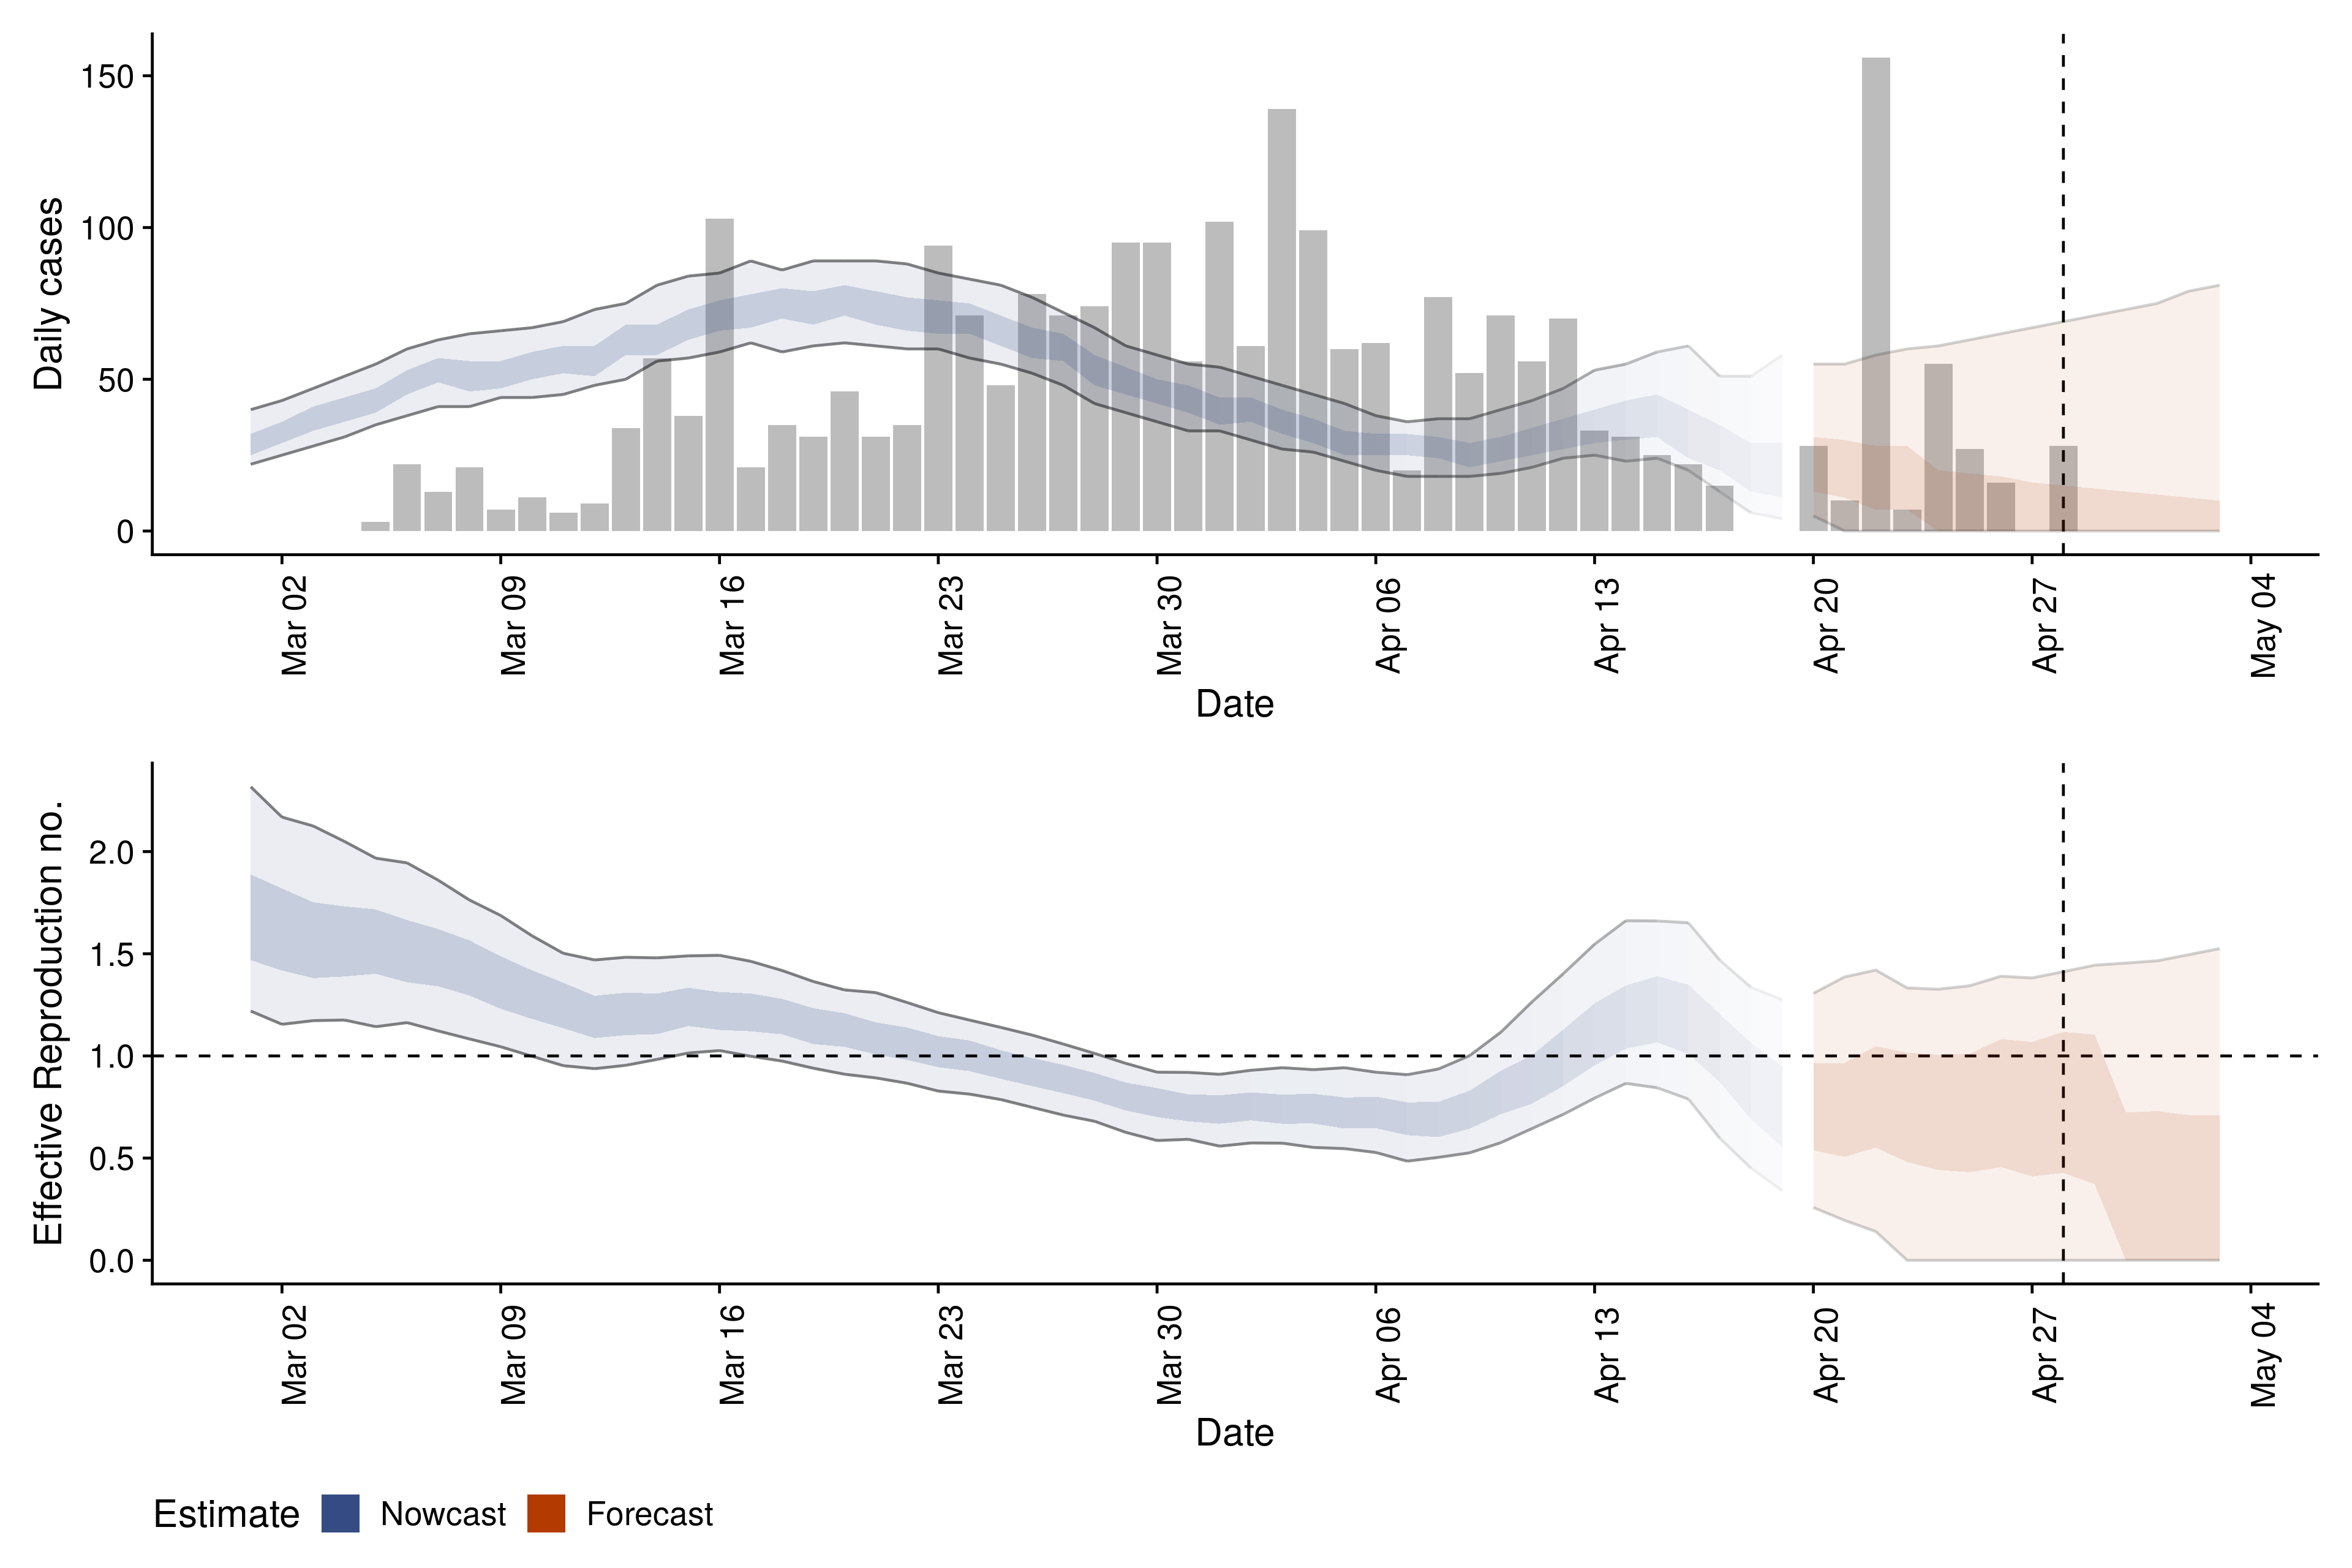 Daily cases
150
100
50
0
Mar 02
Mar 09
Mar 16
Mar 23
Mar 30
Apr 06
Apr 13
Apr 20
Apr 27
May 04
Date
Effective Reproduction no.
2.0
1.5
1.0
0.5
0.0
Mar 02
Mar 09
Mar 16
Mar 23
Mar 30
Apr 06
Apr 13
Apr 20
Apr 27
May 04
Date
Estimate Nowcast Forecast